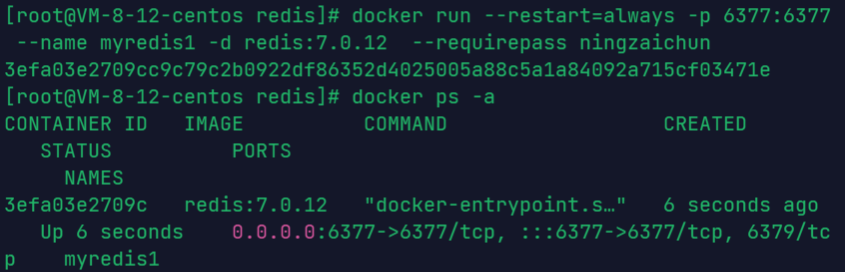 [root@VM-8-12-centos redis]# docker run --restart=always -p 6377:6377
 --name myredis1 -d redis:7.0.12  --requirepass ningzaichun
3efa03e2709cc9c79c2b0922df86352d4025005a88c5a1a84092a715cf03471e
[root@VM-8-12-centos redis]# docker ps -a
CONTAINER ID   IMAGE          COMMAND                  CREATED
   STATUS          PORTS
     NAMES
3efa03e2709c   redis:7.0.12   "docker-entrypoint.s…"   6 seconds ago
   Up 6 seconds    0.0.0.0:6377->6377/tcp, :::6377->6377/tcp, 6379/tc
p    myredis1